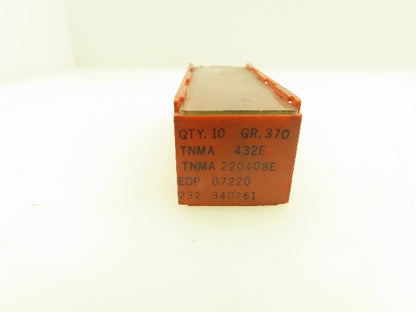 QTY. 10 GR. 370
TNMA 432E
TNMA 220408E
EDP 07220
232 340261